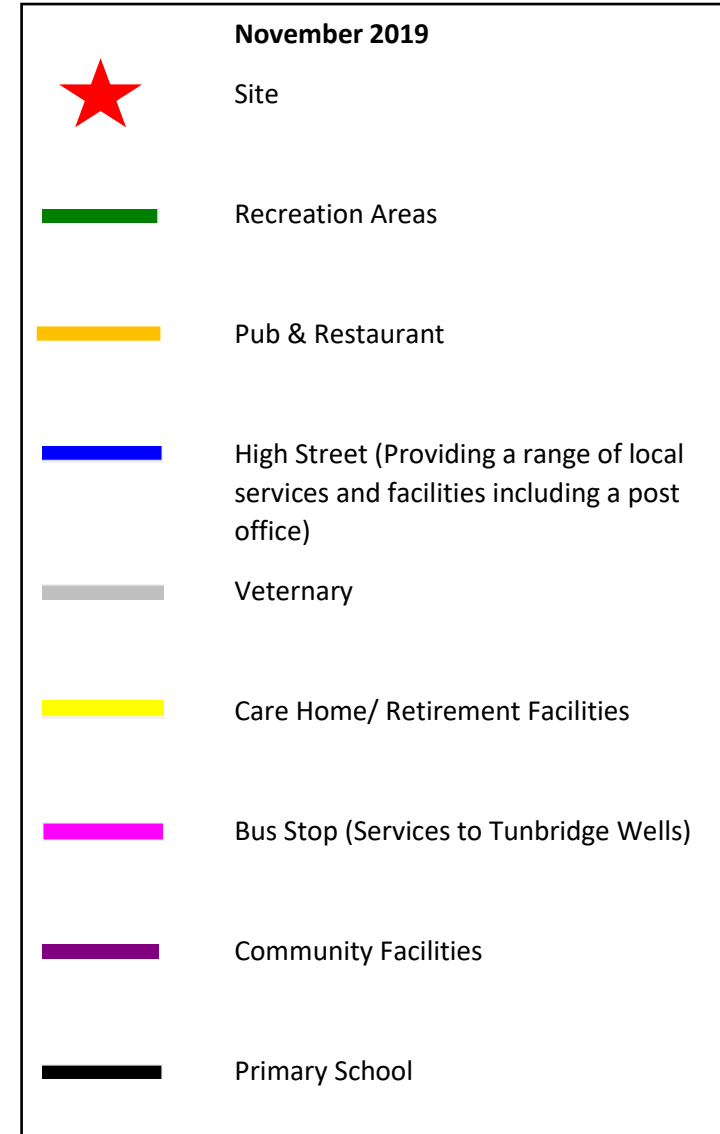 November 2019
Site
Recreation Areas
Pub & Restaurant
High Street (Providing a range of local
services and facilities including a post
office)
Veternary
Care Home/ Retirement Facilities
Bus Stop (Services to Tunbridge Wells)
Community Facilities
Primary School